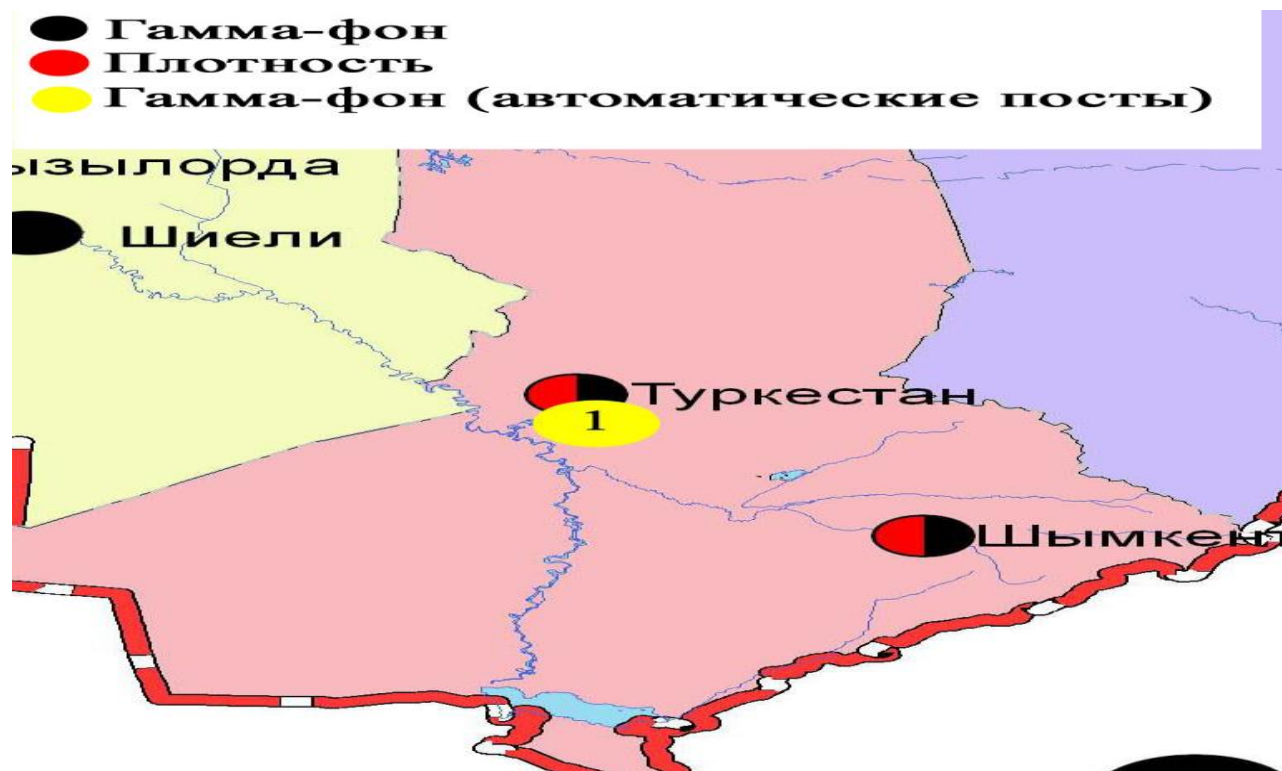 Гамма-фон
Плотность
Гамма-фон (автоматические посты)
ызылорда
Шиели
Туркестан
1
Шымкент